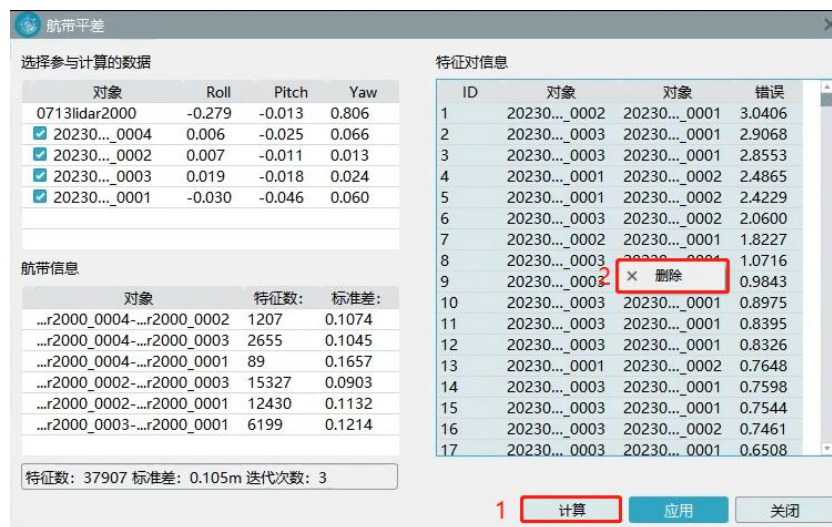 航带平差
选择参与计算的数据
对象 Roll Pitch Yaw
0713lidar2000 -0.279 -0.013 0.806
20230..._0004 0.006 -0.025 0.066
20230..._0002 0.007 -0.011 0.013
20230..._0003 0.019 -0.018 0.024
20230..._0001 -0.030 -0.046 0.060
航带信息
对象 特征数: 标准差:
...r2000_0004-...r2000_0002 1207 0.1074
...r2000_0004-...r2000_0003 2655 0.1045
...r2000_0004-...r2000_0001 89 0.1657
...r2000_0002-...r2000_0003 15327 0.0903
...r2000_0002-...r2000_0001 12430 0.1132
...r2000_0003-...r2000_0001 6199 0.1214
特征数: 37907 标准差: 0.105m 迭代次数: 3
特征对信息
ID 对象 对象 错误
1 20230..._0002 20230..._0001 3.0406
2 20230..._0003 20230..._0001 2.9068
3 20230..._0003 20230..._0001 2.8553
4 20230..._0001 20230..._0002 2.4865
5 20230..._0001 20230..._0002 2.4229
6 20230..._0003 20230..._0002 2.0600
7 20230..._0002 20230..._0001 1.8227
8 20230..._0003 1.0716
9 20230..._0003 0.9843
2 × 删除
10 20230..._0003 20230..._0001 0.8975
11 20230..._0003 20230..._0001 0.8395
12 20230..._0003 20230..._0001 0.8326
13 20230..._0001 20230..._0002 0.7648
14 20230..._0003 20230..._0001 0.7598
15 20230..._0003 20230..._0001 0.7544
16 20230..._0003 20230..._0002 0.7461
17 20230..._0003 20230..._0001 0.6508
1 计算 应用 关闭